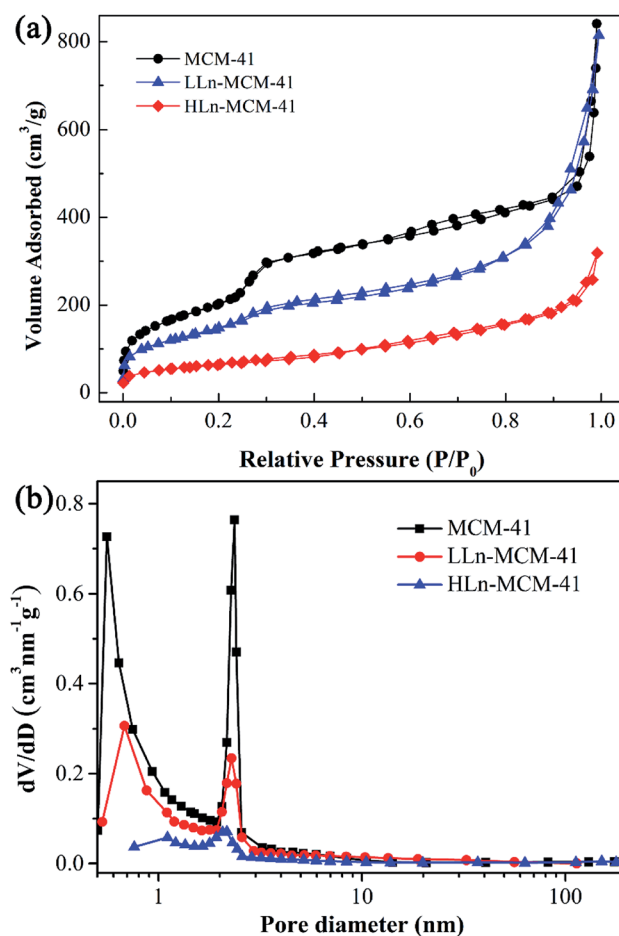 (a)
800
600
400
200
0
Volume Adsorbed (cm³/g)
MCM-41
LLn-MCM-41
HLn-MCM-41
0.0 0.2 0.4 0.6 0.8 1.0
Relative Pressure (P/P₀)
(b)
0.8
0.6
0.4
0.2
0.0
dV/dD (cm³nm⁻¹g⁻¹)
MCM-41
LLn-MCM-41
HLn-MCM-41
1 10 100
Pore diameter (nm)